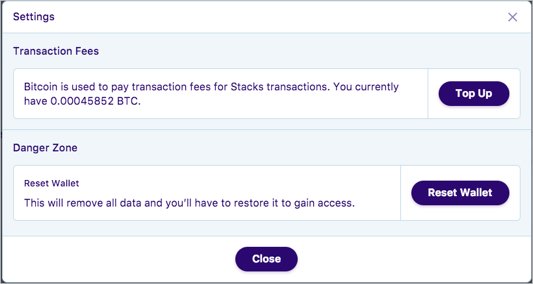 Settings
Transaction Fees
Bitcoin is used to pay transaction fees for Stacks transactions. You currently
have 0.00045852 BTC.
Top Up
Danger Zone
Reset Wallet
This will remove all data and you’ll have to restore it to gain access.
Reset Wallet
Close